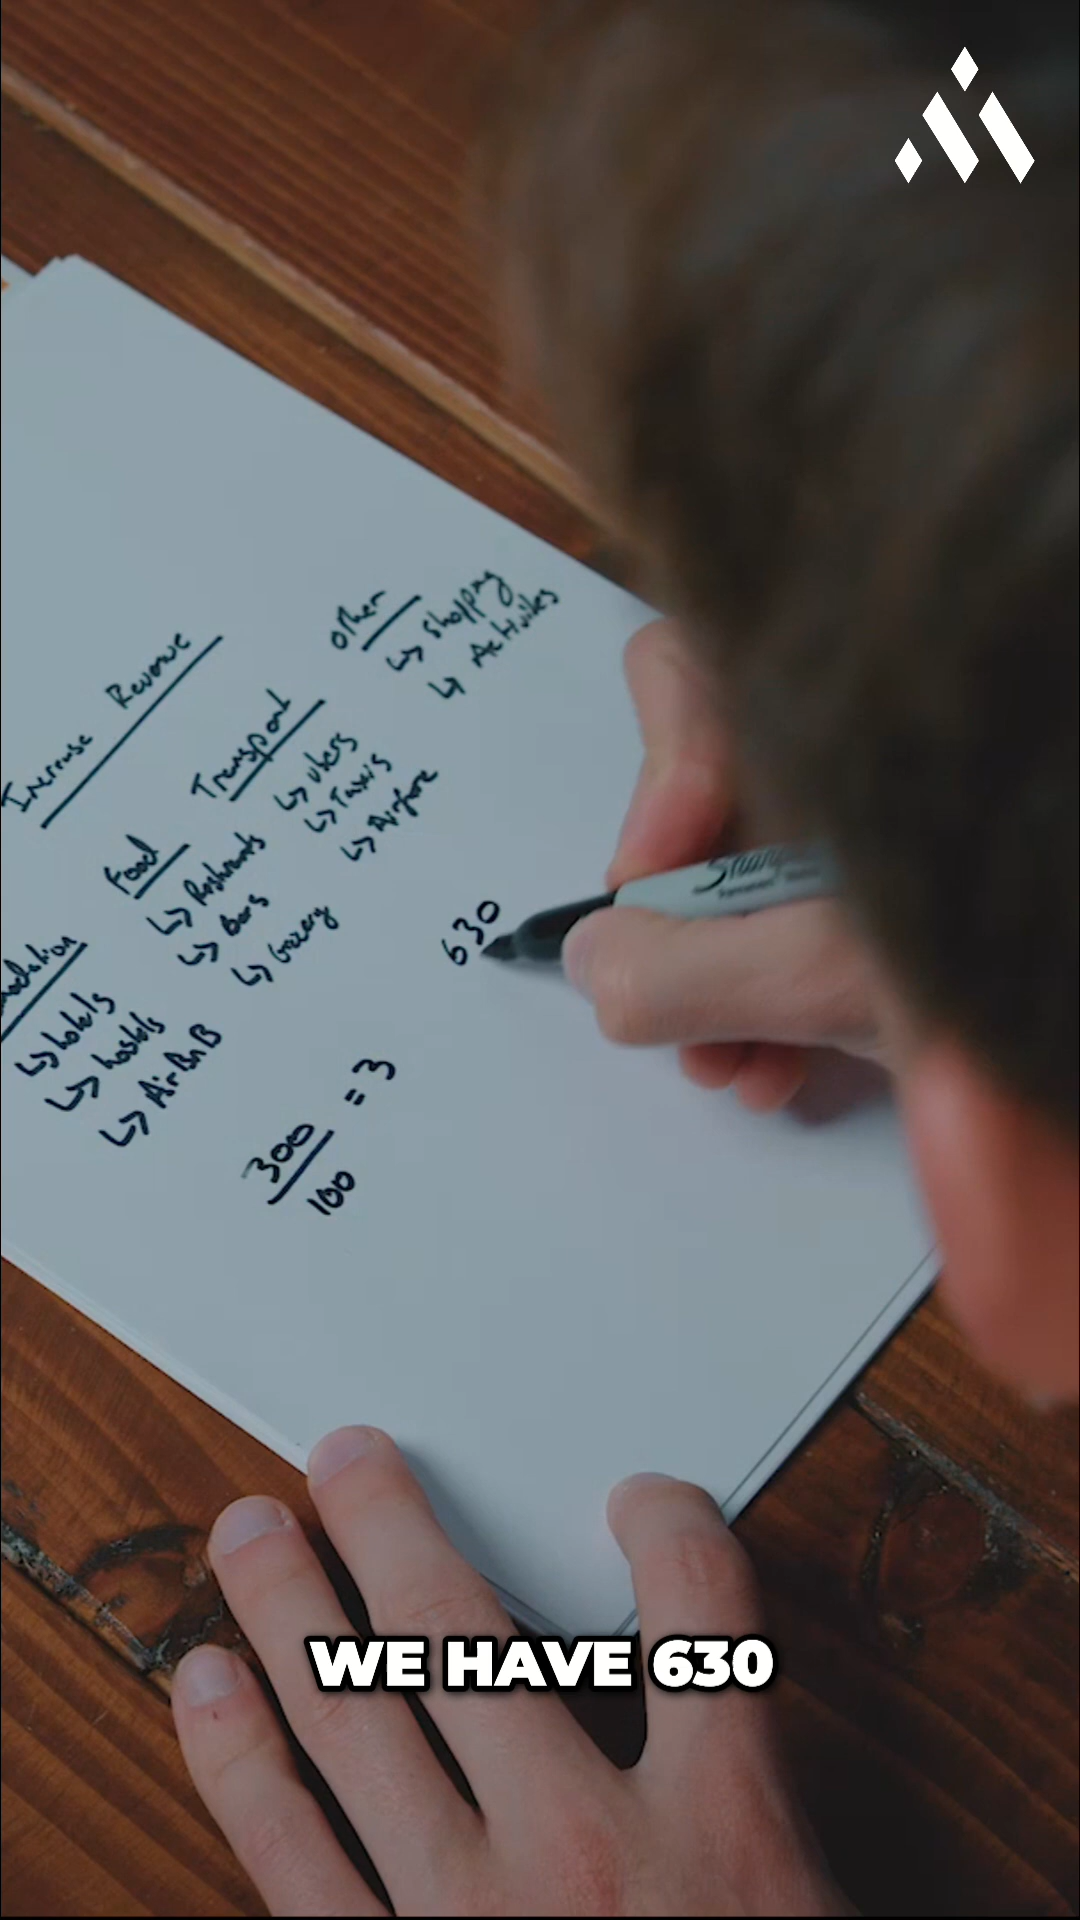 Increase Revenue
hotels
hostels
AirBnB
Food
Bars
Grocery
Transport
Ubers
Taxis
Airfare
Other
Shopping
Activities
300
100
= 3
630
Sharpie
WE HAVE 630